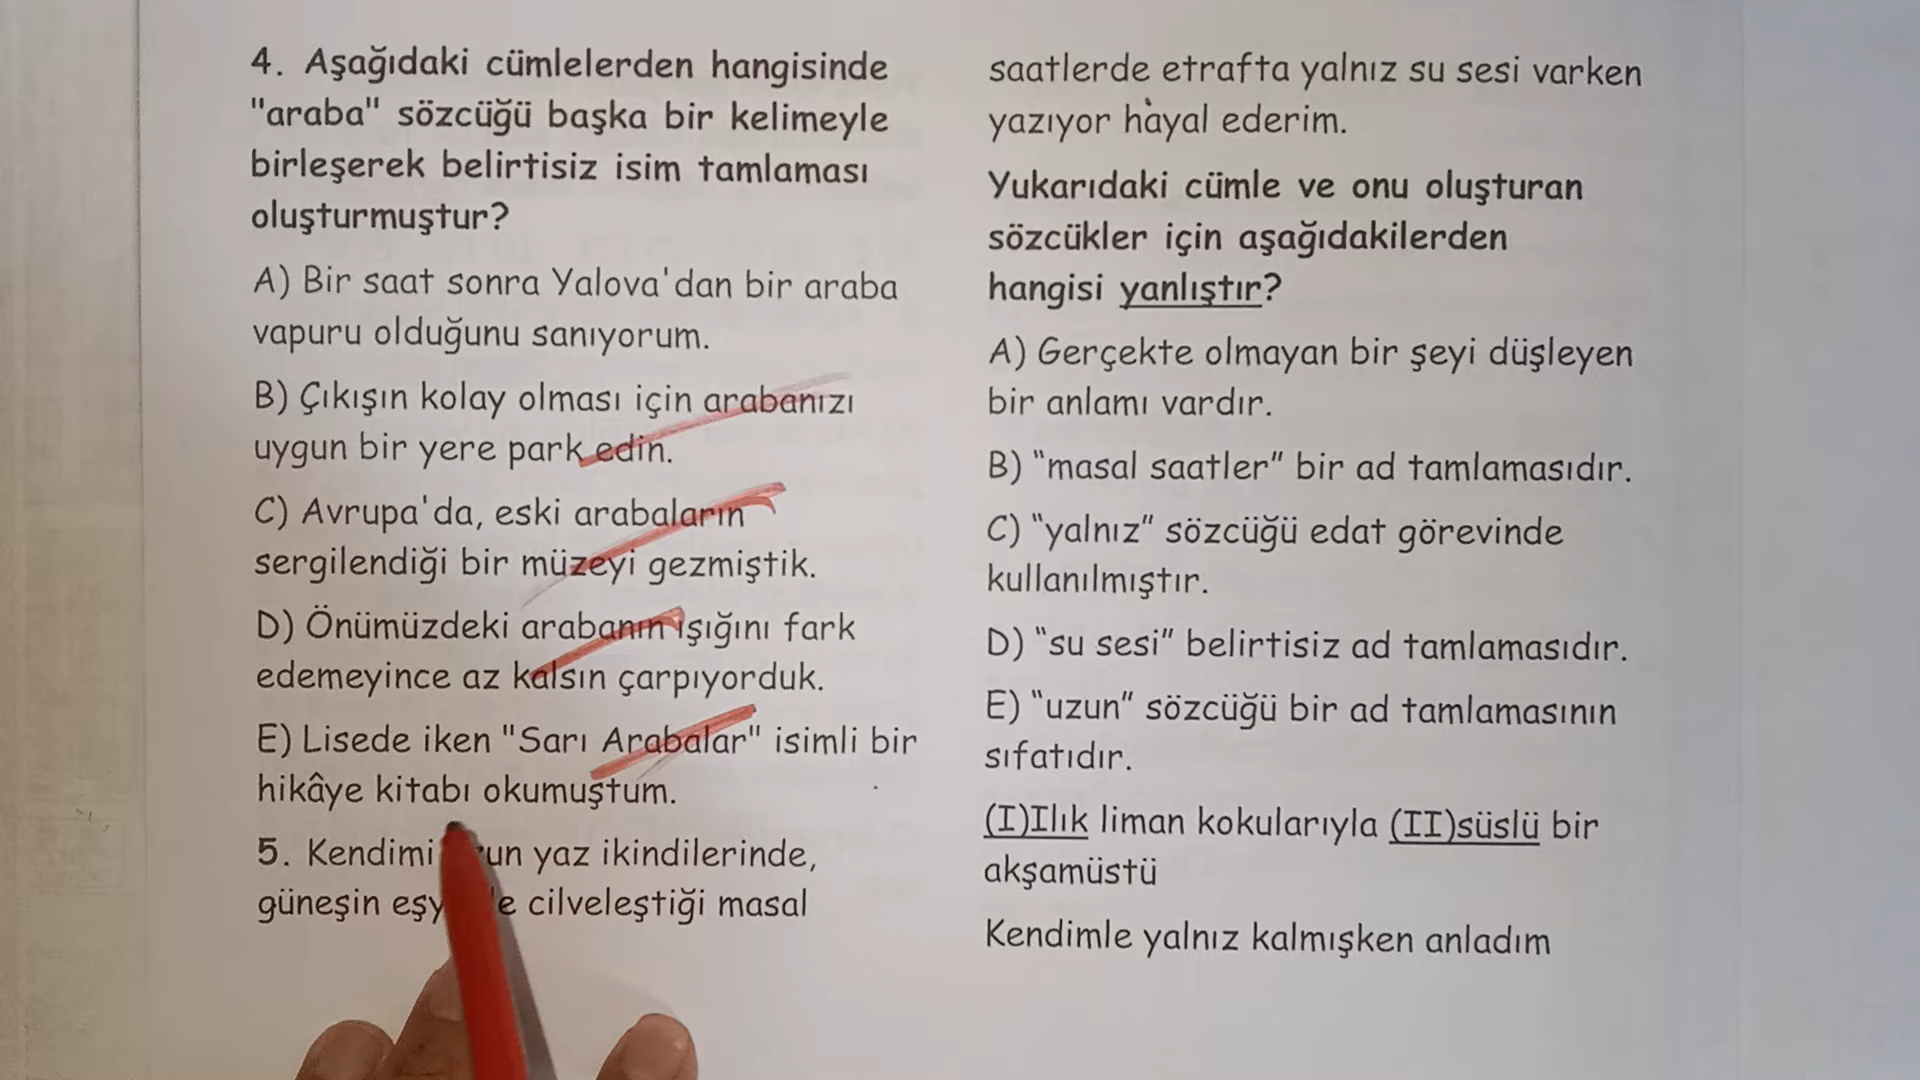 4. Aşağıdaki cümlelerden hangisinde
"araba" sözcüğü başka bir kelimeyle
birleşerek belirtisiz isim tamlaması
oluşturmuştur?
A) Bir saat sonra Yalova'dan bir araba
vapuru olduğunu sanıyorum.
B) Çıkışın kolay olması için arabanızı
uygun bir yere park edin.
C) Avrupa'da, eski arabaların
sergilendiği bir müzeyi gezmiştik.
D) Önümüzdeki arabanın ışığını fark
edemeyince az kalsın çarpıyorduk.
E) Lisede iken "Sarı Arabalar" isimli bir
hikâye kitabı okumuştum.
5. Kendimi yaz ikindilerinde,
güneşin cilveleştiği masal
saatlerde etrafta yalnız su sesi varken
yazıyor hayal ederim.
Yukarıdaki cümle ve onu oluşturan
sözcükler için aşağıdakilerden
hangisi yanlıştır?
A) Gerçekte olmayan bir şeyi düşleyen
bir anlamı vardır.
B) "masal saatler" bir ad tamlamasıdır.
C) "yalnız" sözcüğü edat görevinde
kullanılmıştır.
D) "su sesi" belirtisiz ad tamlamasıdır.
E) "uzun" sözcüğü bir ad tamlamasının
sıfatıdır.
(I)Ilık liman kokularıyla (II)süslü bir
akşamüstü
Kendimle yalnız kalmışken anladım